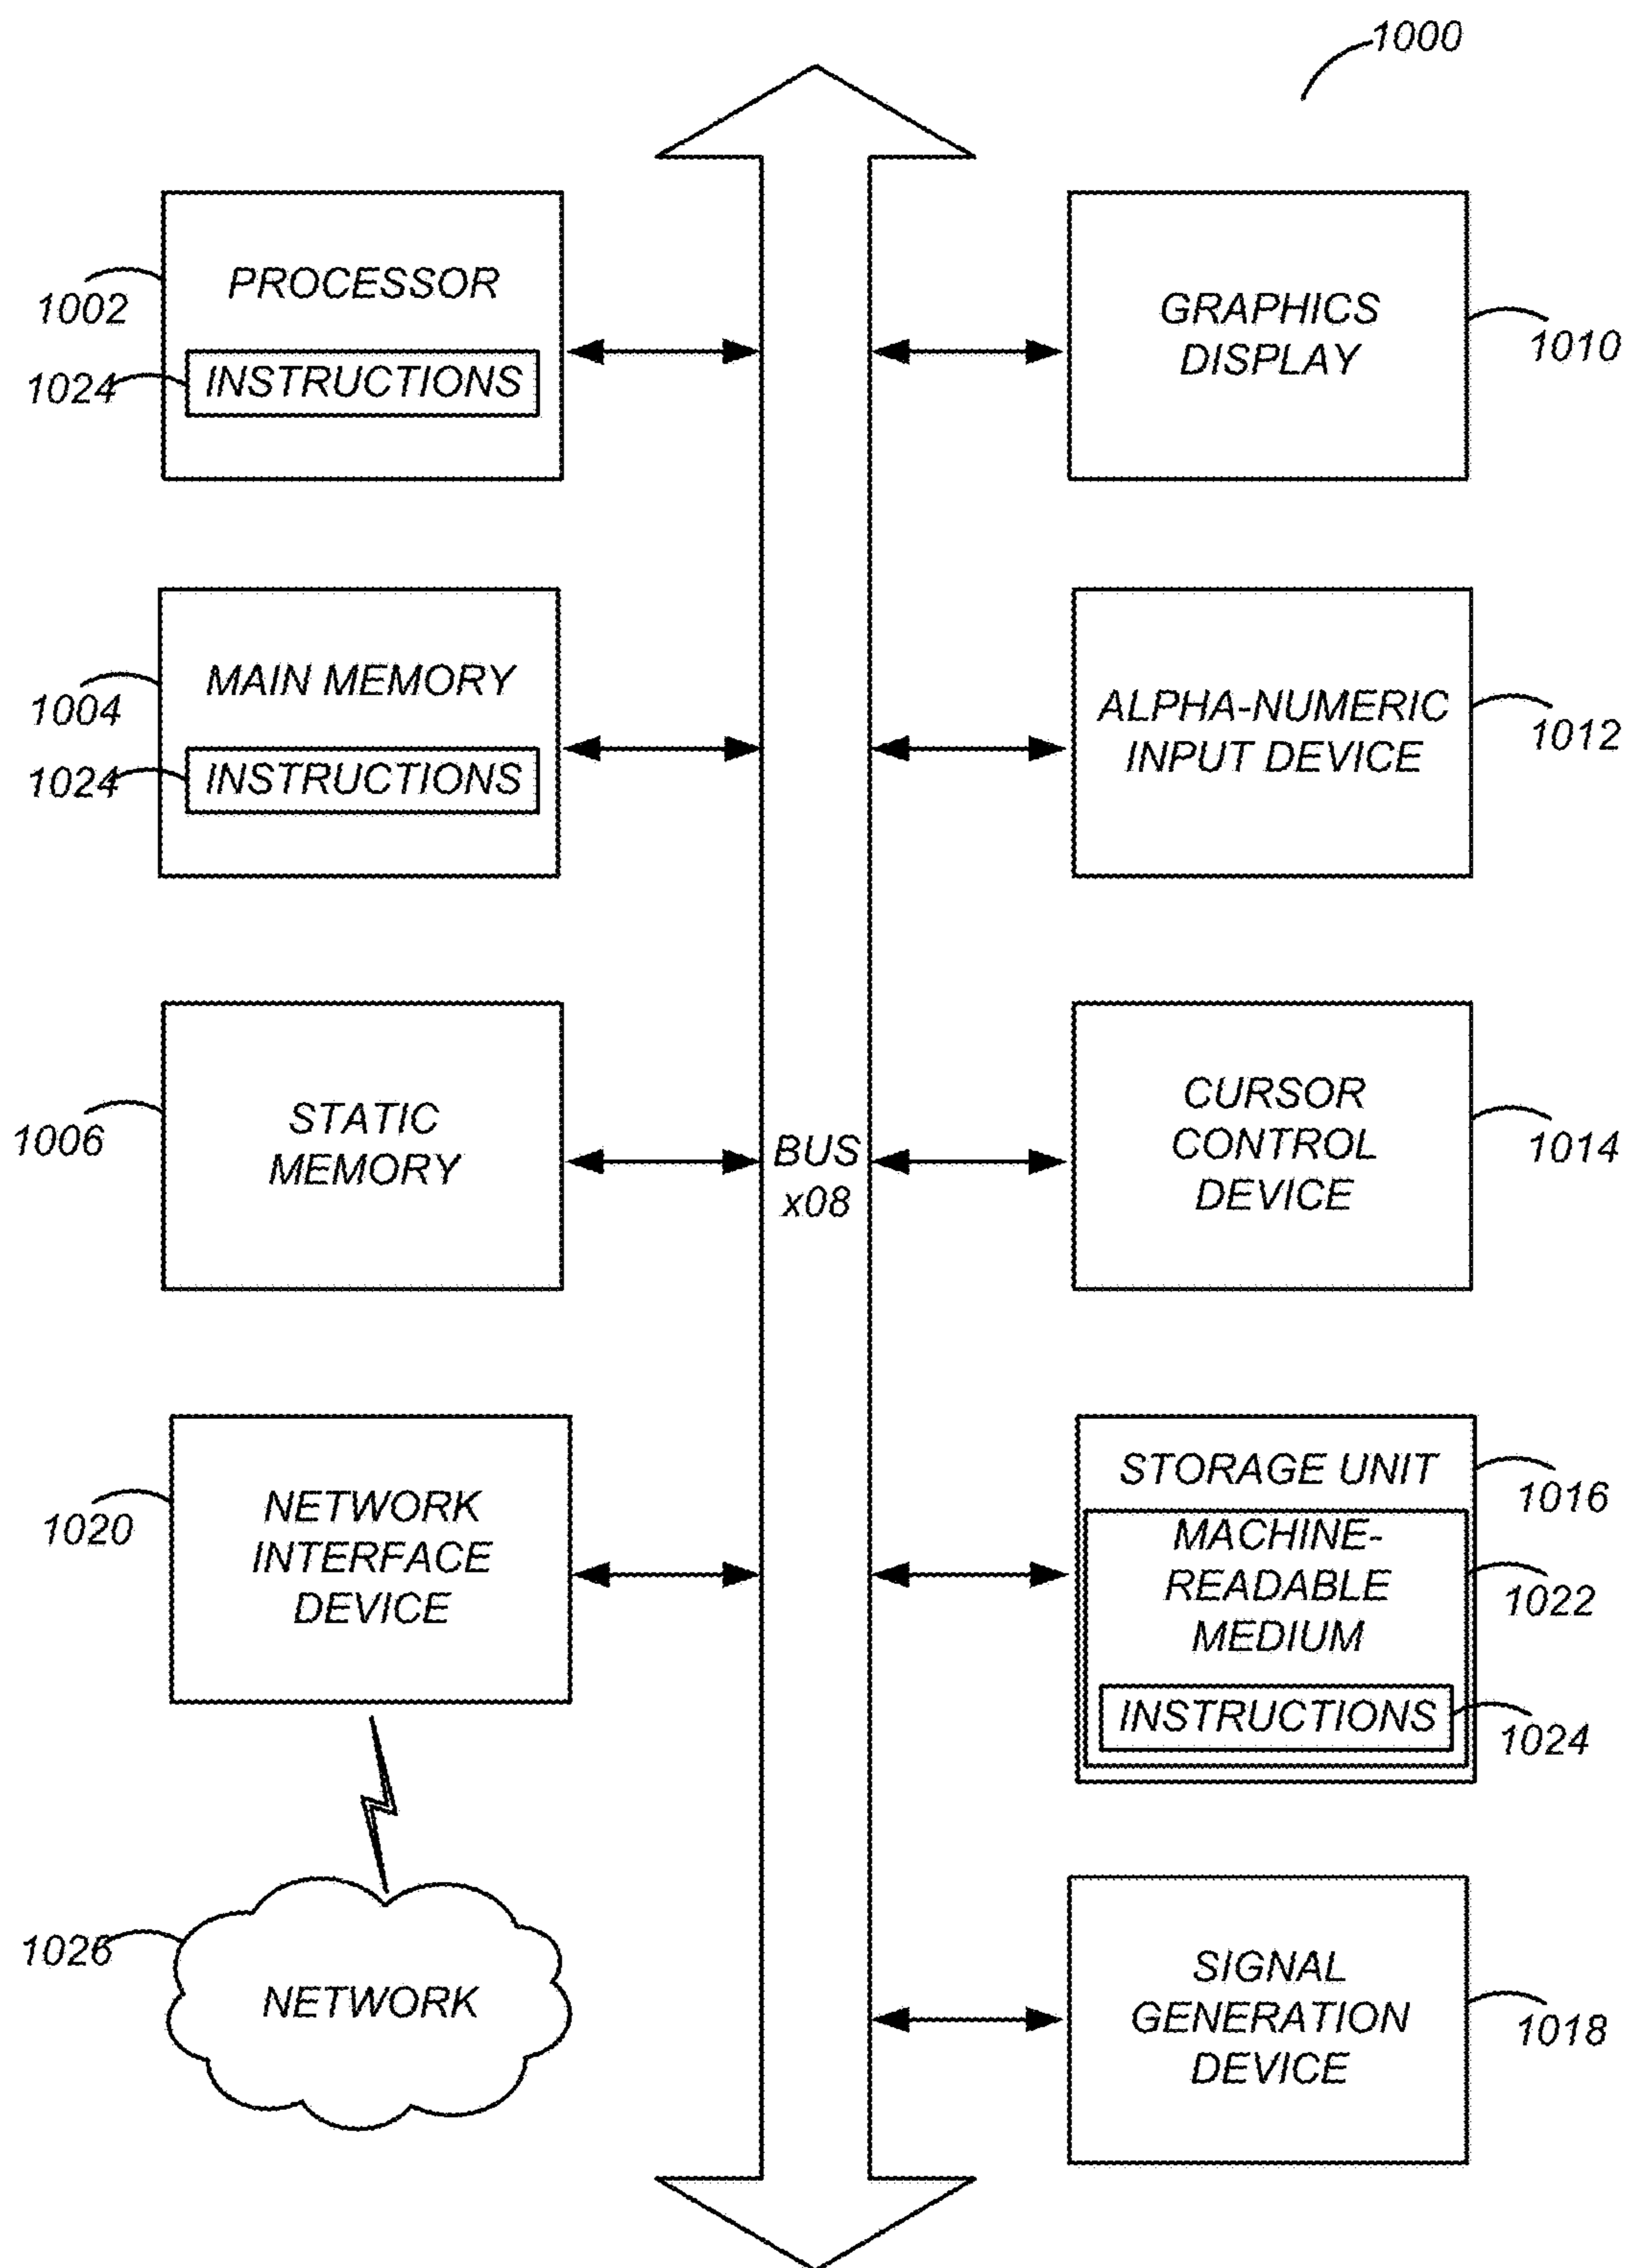 1000
PROCESSOR
1002
1024
INSTRUCTIONS
GRAPHICS
DISPLAY
1010
MAIN MEMORY
1004
1024
INSTRUCTIONS
ALPHA-NUMERIC
INPUT DEVICE
1012
STATIC
MEMORY
1006
BUS
x08
CURSOR
CONTROL
DEVICE
1014
NETWORK
INTERFACE
DEVICE
1020
STORAGE UNIT
1016
MACHINE-
READABLE
MEDIUM
1022
INSTRUCTIONS
1024
1026
NETWORK
SIGNAL
GENERATION
DEVICE
1018